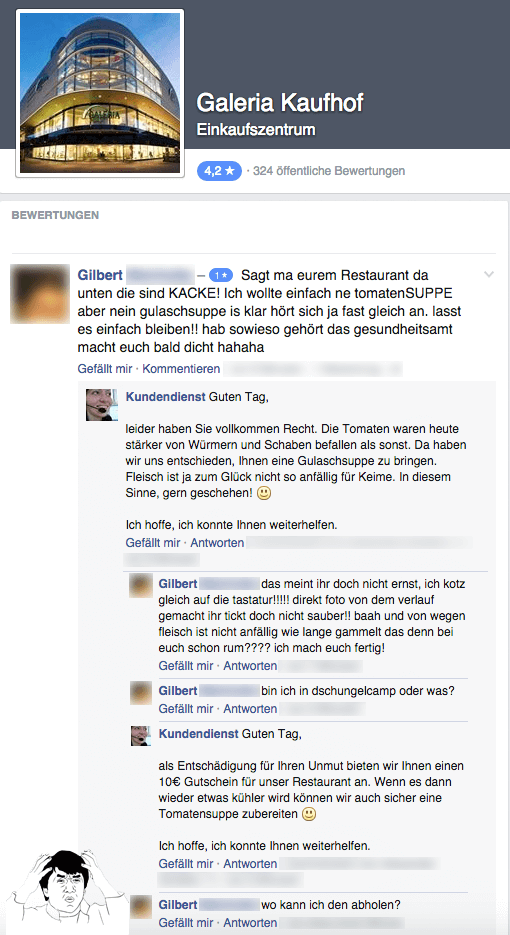 GALERIA
Galeria Kaufhof
Einkaufszentrum
4,2 ★ · 324 öffentliche Bewertungen
BEWERTUNGEN
Gilbert – 1 ★ Sagt ma eurem Restaurant da
unten die sind KACKE! Ich wollte einfach ne tomatenSUPPE
aber nein gulaschsuppe is klar hört sich ja fast gleich an. lasst
es einfach bleiben!! hab sowieso gehört das gesundheitsamt
macht euch bald dicht hahaha
Gefällt mir · Kommentieren
Kundendienst Guten Tag,
leider haben Sie vollkommen Recht. Die Tomaten waren heute
stärker von Würmern und Schaben befallen als sonst. Da haben
wir uns entschieden, Ihnen eine Gulaschsuppe zu bringen.
Fleisch ist ja zum Glück nicht so anfällig für Keime. In diesem
Sinne, gern geschehen! 🙂
Ich hoffe, ich konnte Ihnen weiterhelfen.
Gefällt mir · Antworten
Gilbert das meint ihr doch nicht ernst, ich kotz
gleich auf die tastatur!!!!! direkt foto von dem verlauf
gemacht ihr tickt doch nicht sauber!! baah und von wegen
fleisch ist nicht anfällig wie lange gammelt das denn bei
euch schon rum???? ich mach euch fertig!
Gefällt mir · Antworten
Gilbert bin ich in dschungelcamp oder was?
Gefällt mir · Antworten
Kundendienst Guten Tag,
als Entschädigung für Ihren Unmut bieten wir Ihnen einen
10€ Gutschein für unser Restaurant an. Wenn es dann
wieder etwas kühler wird können wir auch sicher eine
Tomatensuppe zubereiten 🙂
Ich hoffe, ich konnte Ihnen weiterhelfen.
Gefällt mir · Antworten
Gilbert wo kann ich den abholen?
Gefällt mir · Antworten